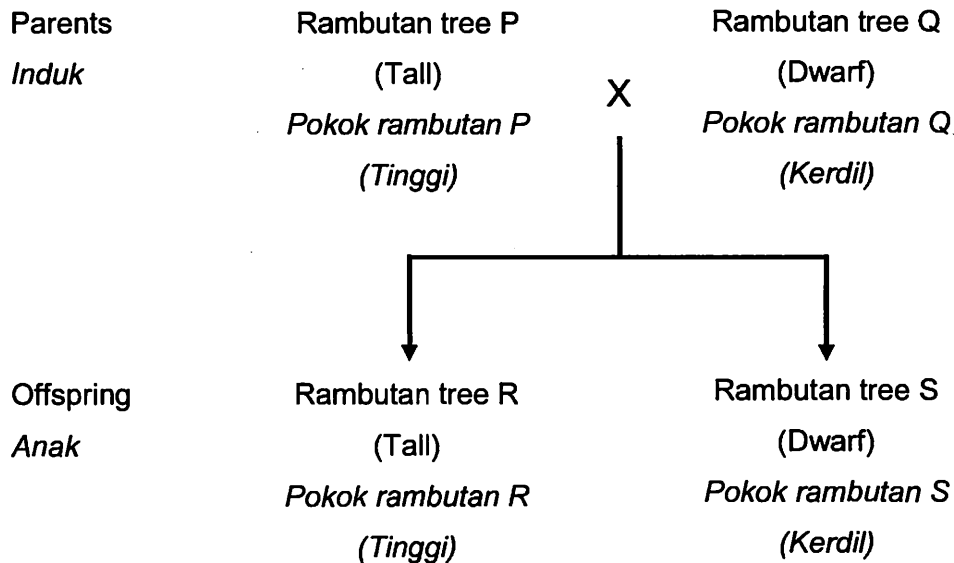 Parents Rambutan tree P Rambutan tree Q
Induk (Tall) (Dwarf)
X
Pokok rambutan P Pokok rambutan Q
(Tinggi) (Kerdil)
Offspring Rambutan tree R Rambutan tree S
Anak (Tall) (Dwarf)
Pokok rambutan R Pokok rambutan S
(Tinggi) (Kerdil)